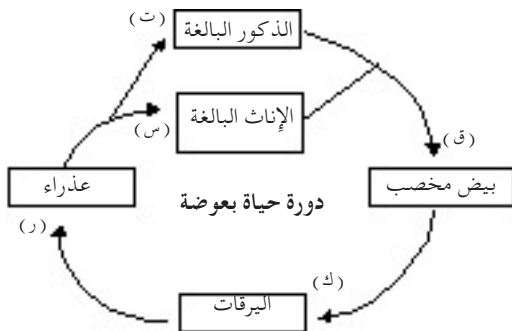 (ت)
الذكور البالغة
الإناث البالغة
(س)
(ق)
عذراء
دورة حياة بعوضة
بيض مخصب
(ر)
(ك)
اليرقات